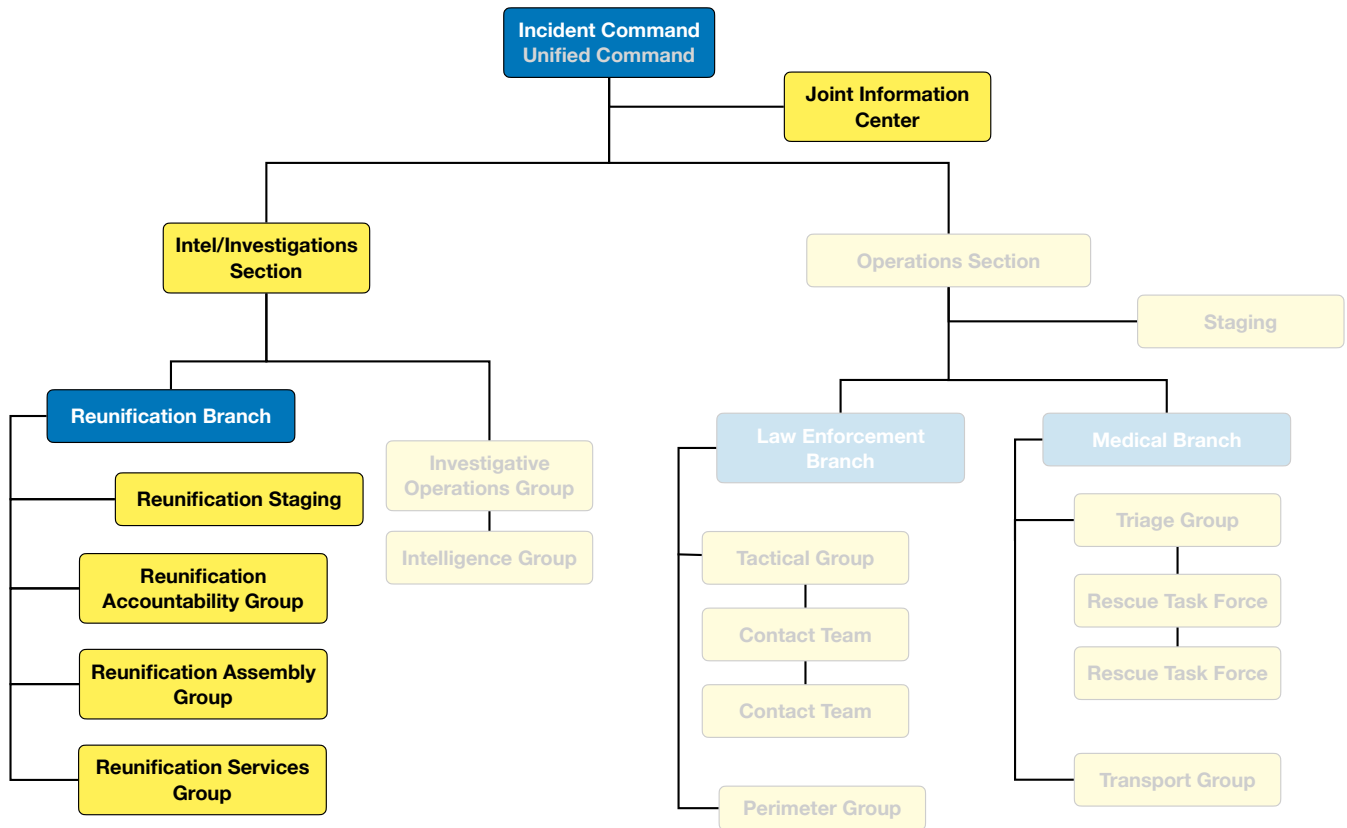 Incident Command
Unified Command
Joint Information
Center
Intel/Investigations
Section
Operations Section
Staging
Reunification Branch
Law Enforcement
Branch
Medical Branch
Investigative
Operations Group
Reunification Staging
Triage Group
Intelligence Group
Tactical Group
Reunification
Accountability Group
Rescue Task Force
Contact Team
Reunification Assembly
Group
Rescue Task Force
Contact Team
Reunification Services
Group
Transport Group
Perimeter Group